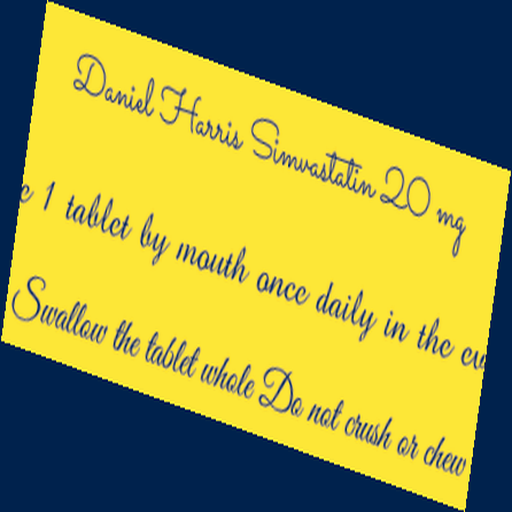 Daniel Harris Simvastatin 20 mg
1 tablet by mouth once daily in the
Swallow the tablet whole Do not crush or chew